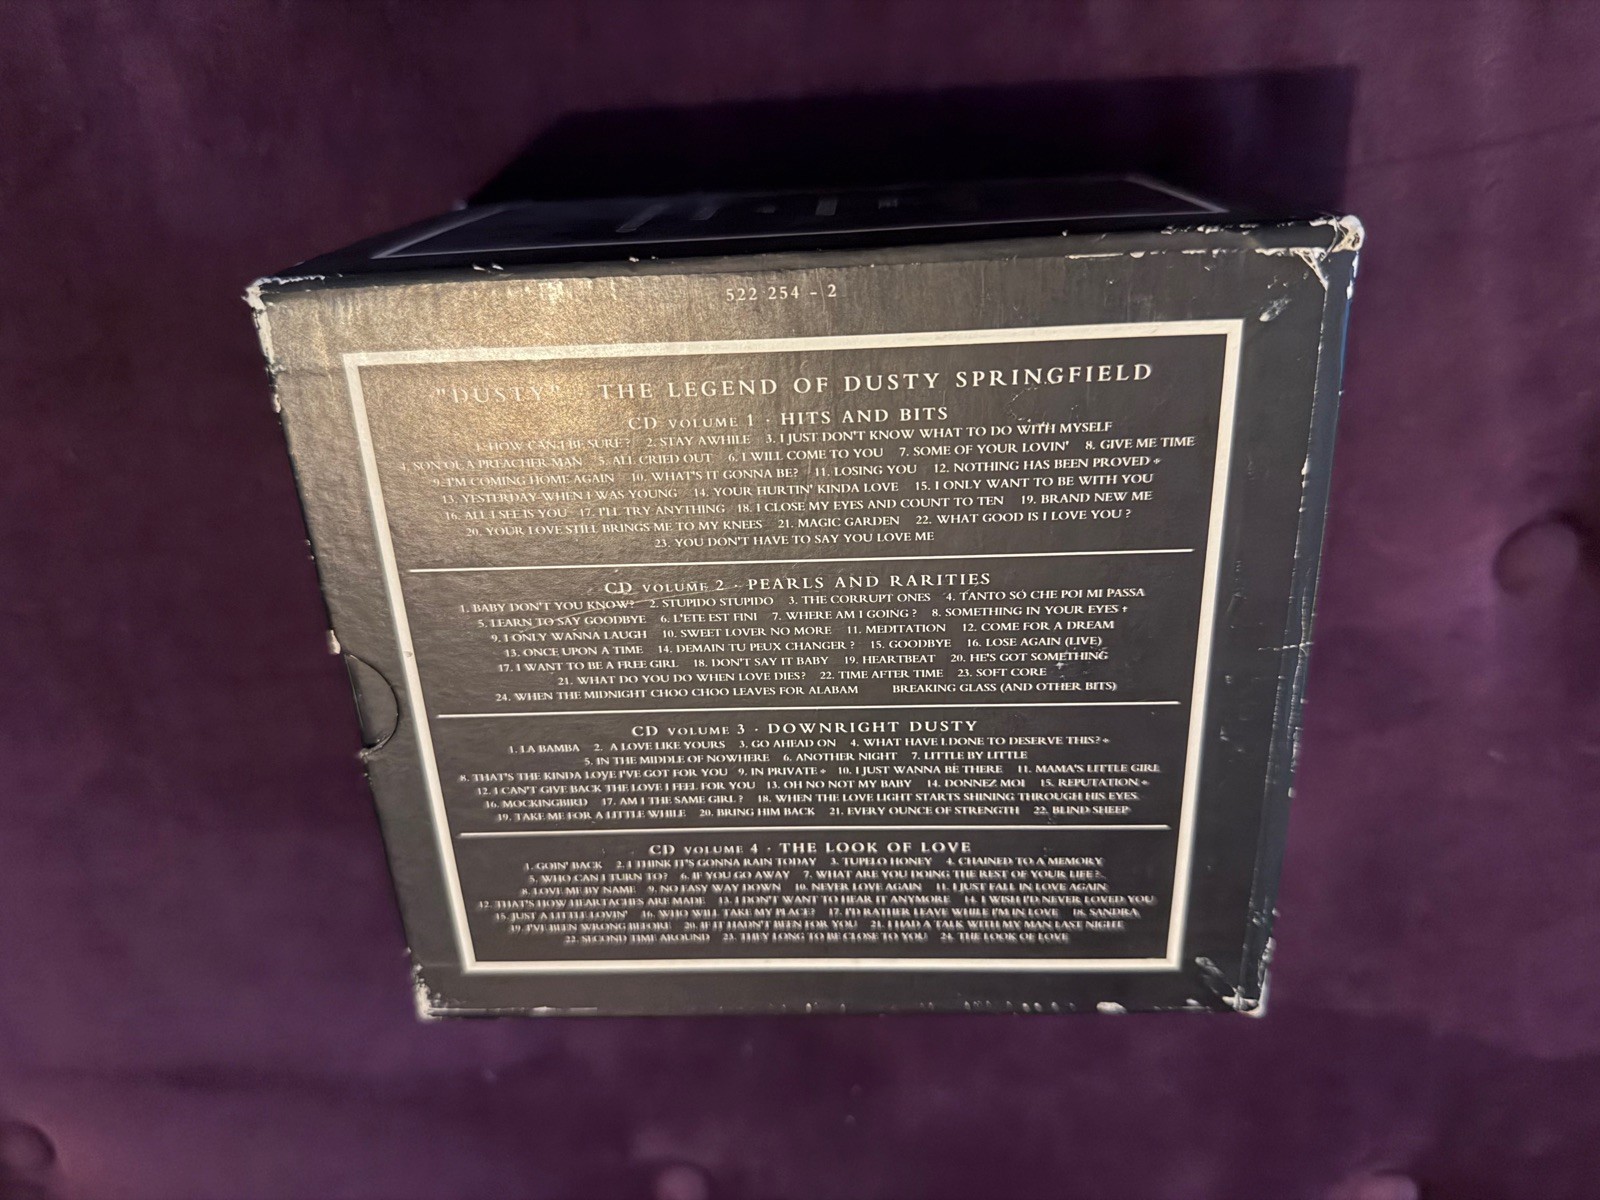 522 254 - 2
"DUSTY" THE LEGEND OF DUSTY SPRINGFIELD
CD VOLUME 1 · HITS AND BITS
1. HOW CAN I BE SURE? 2. STAY AWHILE 3. I JUST DON'T KNOW WHAT TO DO WITH MYSELF
4. SON OF A PREACHER MAN 5. ALL CRIED OUT 6. I WILL COME TO YOU 7. SOME OF YOUR LOVIN' 8. GIVE ME TIME
9. I'M COMING HOME AGAIN 10. WHAT'S IT GONNA BE? 11. LOSING YOU 12. NOTHING HAS BEEN PROVED +
13. YESTERDAY WHEN I WAS YOUNG 14. YOUR HURTIN' KINDA LOVE 15. I ONLY WANT TO BE WITH YOU
16. ALL I SEE IS YOU 17. I'LL TRY ANYTHING 18. I CLOSE MY EYES AND COUNT TO TEN 19. BRAND NEW ME
20. YOUR LOVE STILL BRINGS ME TO MY KNEES 21. MAGIC GARDEN 22. WHAT GOOD IS I LOVE YOU ?
23. YOU DON'T HAVE TO SAY YOU LOVE ME
CD VOLUME 2 · PEARLS AND RARITIES
1. BABY DON'T YOU KNOW? 2. STUPIDO STUPIDO 3. THE CORRUPT ONES 4. TANTO SO CHE POI MI PASSA
5. LEARN TO SAY GOODBYE 6. L'ETE EST FINI 7. WHERE AM I GOING ? 8. SOMETHING IN YOUR EYES +
9. I ONLY WANNA LAUGH 10. SWEET LOVER NO MORE 11. MEDITATION 12. COME FOR A DREAM
13. ONCE UPON A TIME 14. DEMAIN TU PEUX CHANGER ? 15. GOODBYE 16. LOSE AGAIN (LIVE)
17. I WANT TO BE A FREE GIRL 18. DON'T SAY IT BABY 19. HEARTBEAT 20. HE'S GOT SOMETHING
21. WHAT DO YOU DO WHEN LOVE DIES? 22. TIME AFTER TIME 23. SOFT CORE
24. WHEN THE MIDNIGHT CHOO CHOO LEAVES FOR ALABAM BREAKING GLASS (AND OTHER BITS)
CD VOLUME 3 · DOWNRIGHT DUSTY
1. LA BAMBA 2. A LOVE LIKE YOURS 3. GO AHEAD ON 4. WHAT HAVE I DONE TO DESERVE THIS? +
5. IN THE MIDDLE OF NOWHERE 6. ANOTHER NIGHT 7. LITTLE BY LITTLE
8. THAT'S THE KINDA LOVE I'VE GOT FOR YOU 9. IN PRIVATE + 10. I JUST WANNA BE THERE 11. MAMA'S LITTLE GIRL
12. I CAN'T GIVE BACK THE LOVE I FEEL FOR YOU 13. OH NO NOT MY BABY 14. DONNEZ MOI 15. REPUTATION +
16. MOCKINGBIRD 17. AM I THE SAME GIRL ? 18. WHEN THE LOVE LIGHT STARTS SHINING THROUGH HIS EYES
19. TAKE ME FOR A LITTLE WHILE 20. BRING HIM BACK 21. EVERY OUNCE OF STRENGTH 22. BLIND SHEEP
CD VOLUME 4 · THE LOOK OF LOVE
1. GOIN' BACK 2. I THINK IT'S GONNA RAIN TODAY 3. TUPELO HONEY 4. CHAINED TO A MEMORY
5. WHO CAN I TURN TO? 6. IF YOU GO AWAY 7. WHAT ARE YOU DOING THE REST OF YOUR LIFE ?
8. LOVE ME BY NAME 9. NO EASY WAY DOWN 10. NEVER LOVE AGAIN 11. I JUST FALL IN LOVE AGAIN
12. THAT'S HOW HEARTACHES ARE MADE 13. I DON'T WANT TO HEAR IT ANYMORE 14. I WISH I'D NEVER LOVED YOU
15. JUST A LITTLE LOVIN' 16. WHO WILL TAKE MY PLACE? 17. I'D RATHER LEAVE WHILE I'M IN LOVE 18. SANDRA
19. I'VE BEEN WRONG BEFORE 20. IF IT HADN'T BEEN FOR YOU 21. I HAD A TALK WITH MY MAN LAST NIGHT
22. SECOND TIME AROUND 23. THEY LONG TO BE CLOSE TO YOU 24. THE LOOK OF LOVE